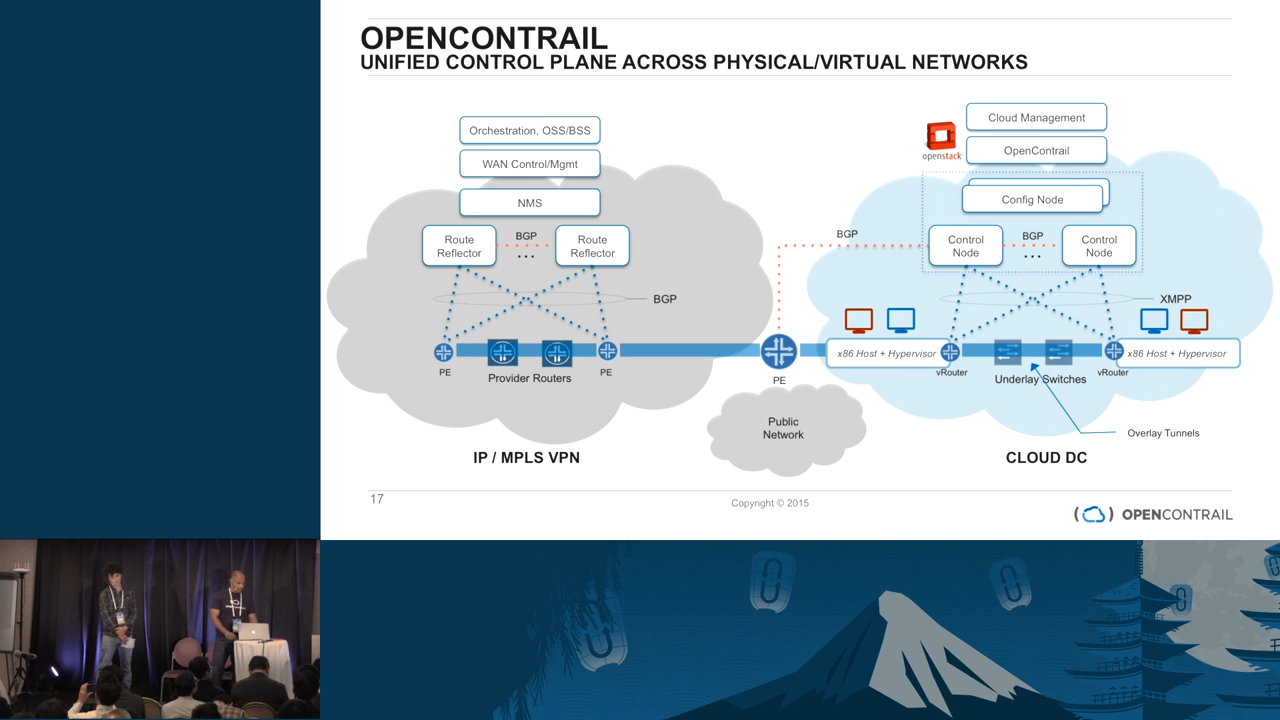 OPENCONTRAIL
UNIFIED CONTROL PLANE ACROSS PHYSICAL/VIRTUAL NETWORKS
Orchestration, OSS/BSS
WAN Control/Mgmt
NMS
Route
Reflector
BGP
...
Route
Reflector
BGP
PE
Provider Routers
PE
IP / MPLS VPN
BGP
PE
Public
Network
openstack
Cloud Management
OpenContrail
Config Node
Control
Node
BGP
...
Control
Node
XMPP
x86 Host + Hypervisor
vRouter
Underlay Switches
vRouter
x86 Host + Hypervisor
Overlay Tunnels
CLOUD DC
17
Copyright © 2015
OPENCONTRAIL